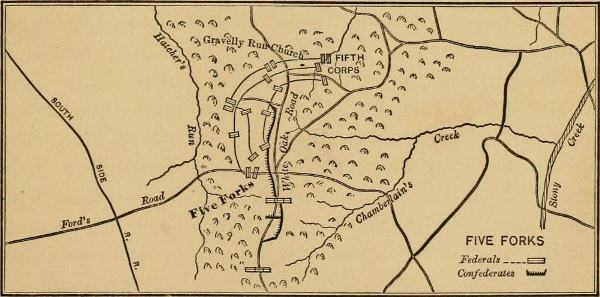 Hatcher's
Run
Gravelly Run Church
FIFTH
CORPS
White Oak Road
SOUTH
SIDE
R. R.
Ford's Road
Five Forks
Chamberlain's
Creek
Stony Creek
FIVE FORKS
Federals
Confederates